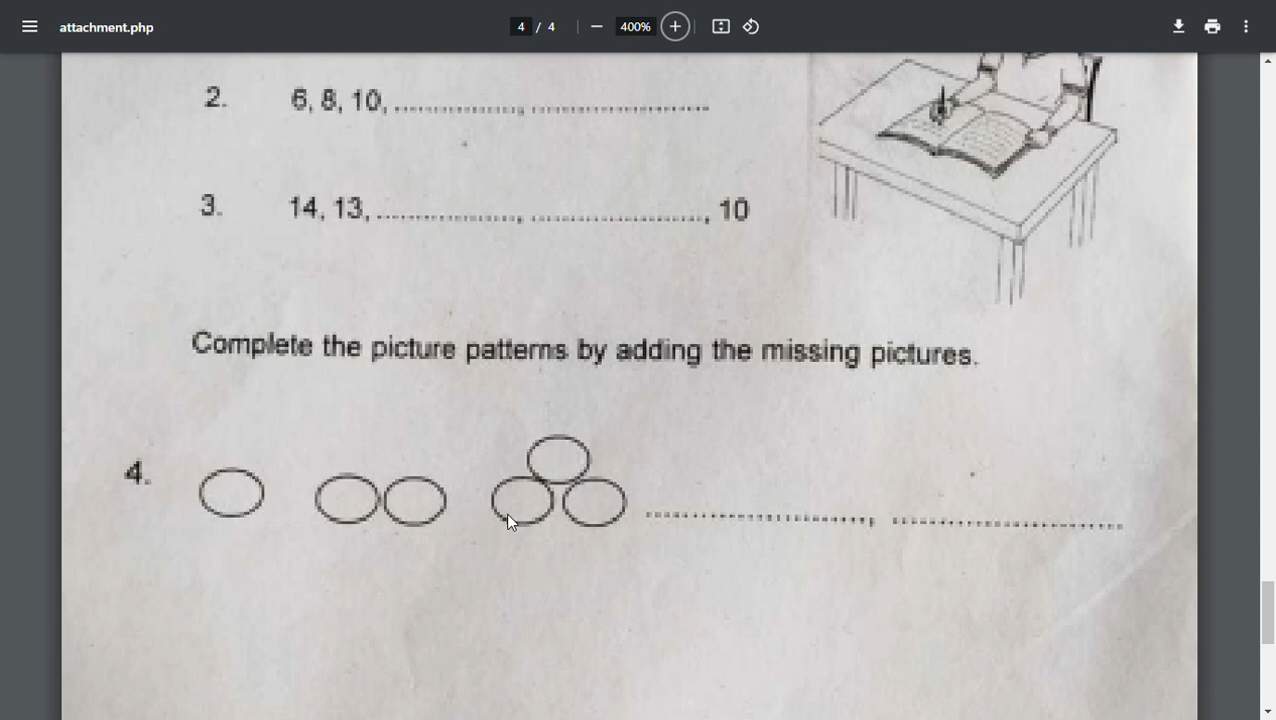 attachment.php
4 / 4
400%
2. 6, 8, 10, ................, ......................
3. 14, 13, ................., ......................, 10
Complete the picture patterns by adding the missing pictures.
4. ............................, ............................